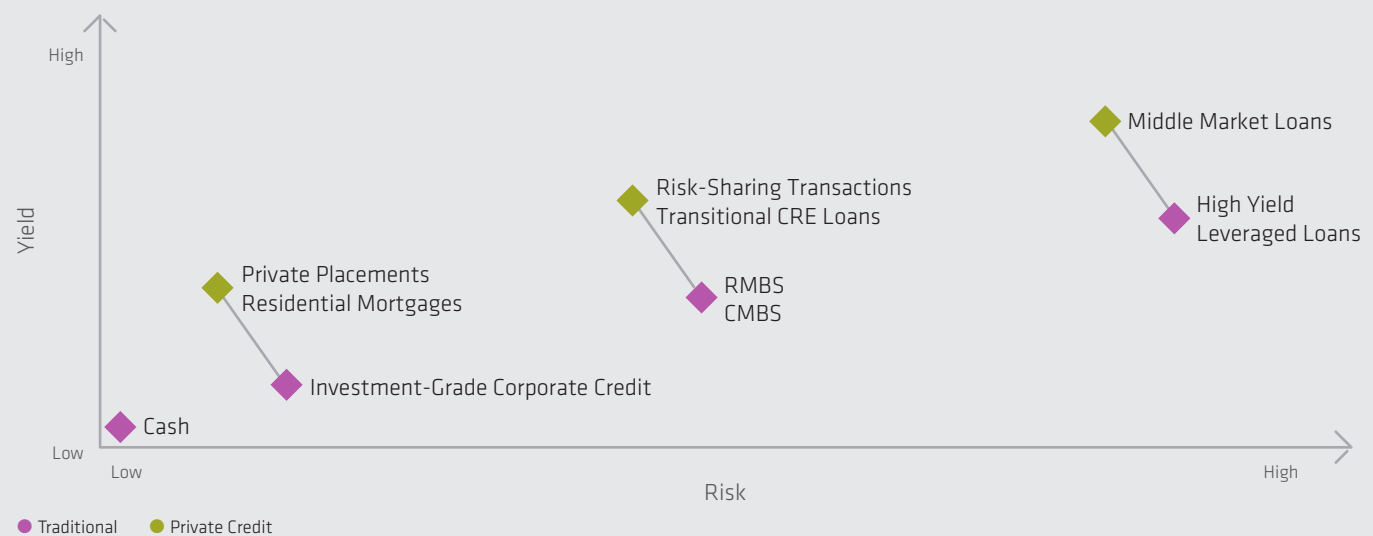 High
Middle Market Loans
Risk-Sharing Transactions
Transitional CRE Loans
High Yield
Leveraged Loans
Yield
Private Placements
Residential Mortgages
RMBS
CMBS
Investment-Grade Corporate Credit
Cash
Low
Low
High
Risk
Traditional
Private Credit